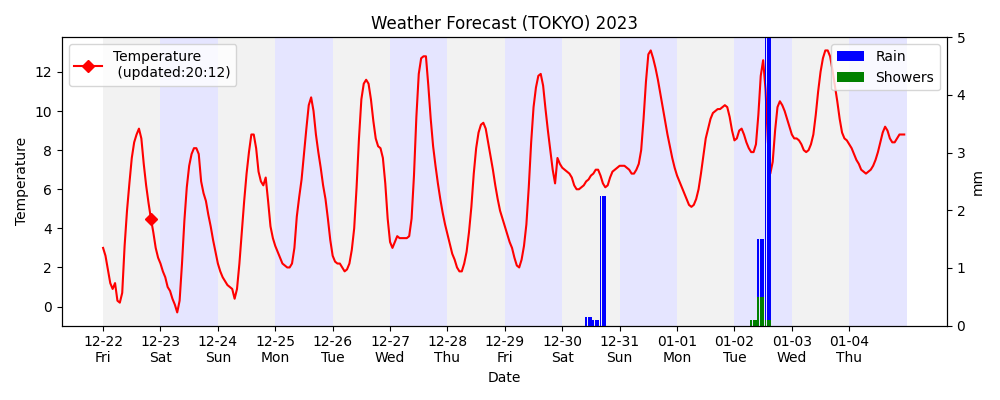 Weather Forecast (TOKYO) 2023
Temperature
(updated:20:12)
Rain
Showers
Temperature
12
10
8
6
4
2
0
5
4
3
2
1
0
mm
12-22 12-23 12-24 12-25 12-26 12-27 12-28 12-29 12-30 12-31 01-01 01-02 01-03 01-04
Fri Sat Sun Mon Tue Wed Thu Fri Sat Sun Mon Tue Wed Thu
Date